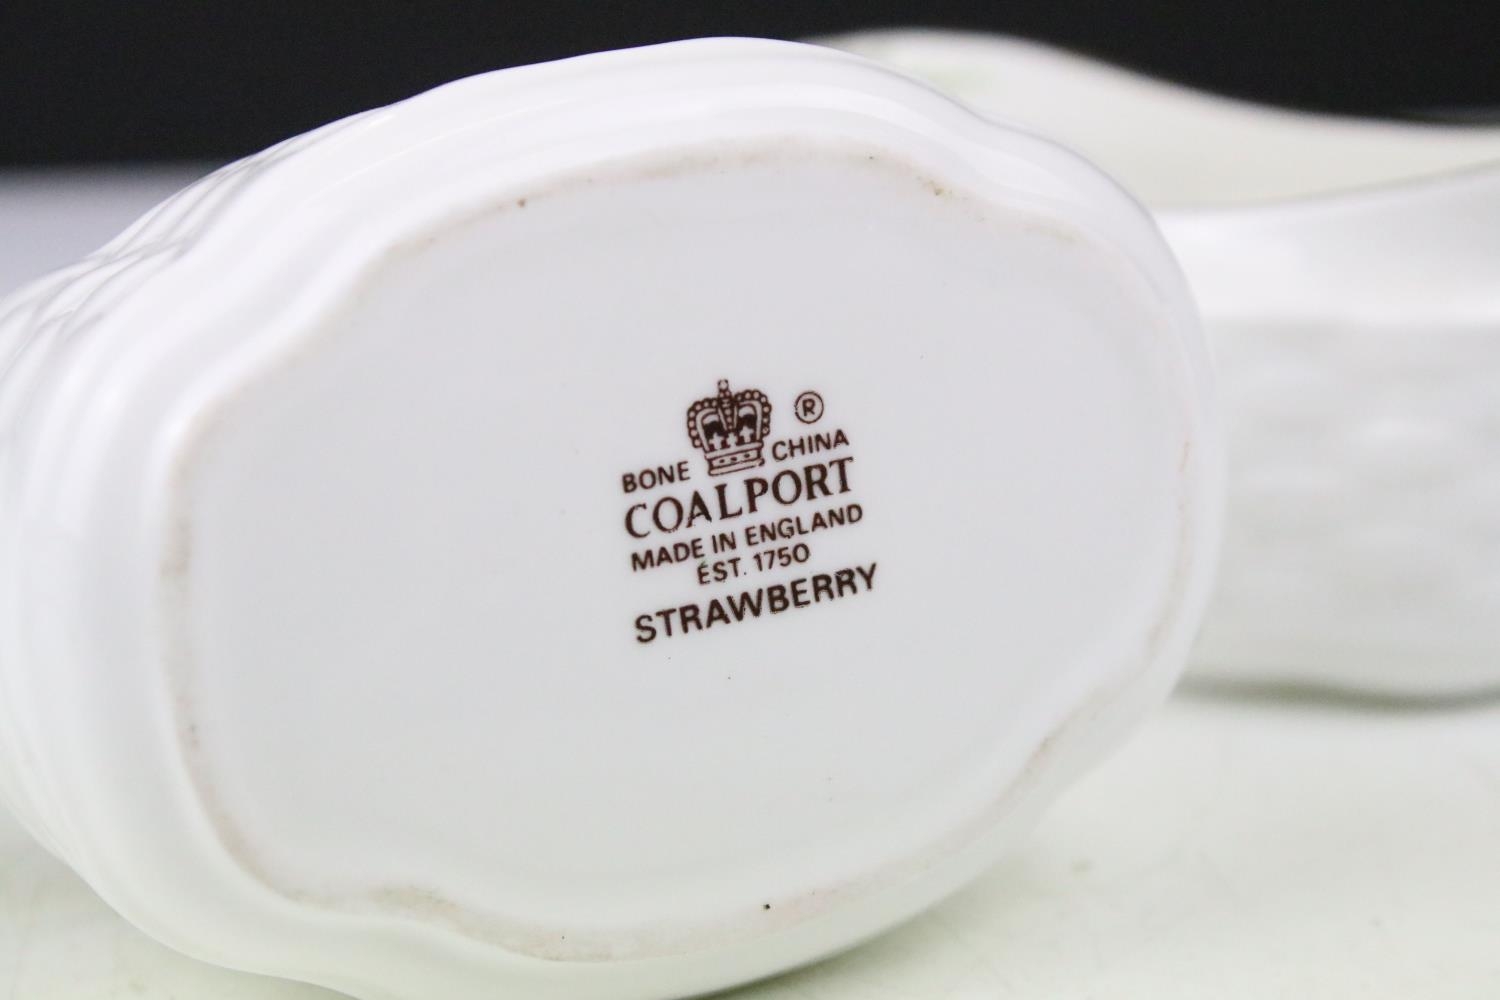 ®
BONE CHINA
COALPORT
MADE IN ENGLAND
EST. 1750
STRAWBERRY